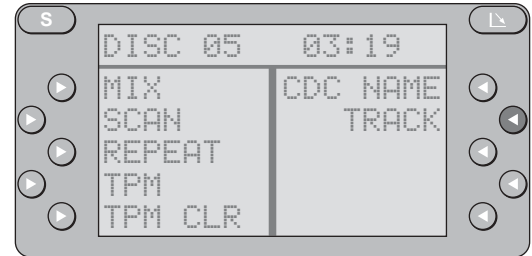 S
DISC 05 03:19
MIX CDC NAME
SCAN TRACK
REPEAT
TPM
TPM CLR